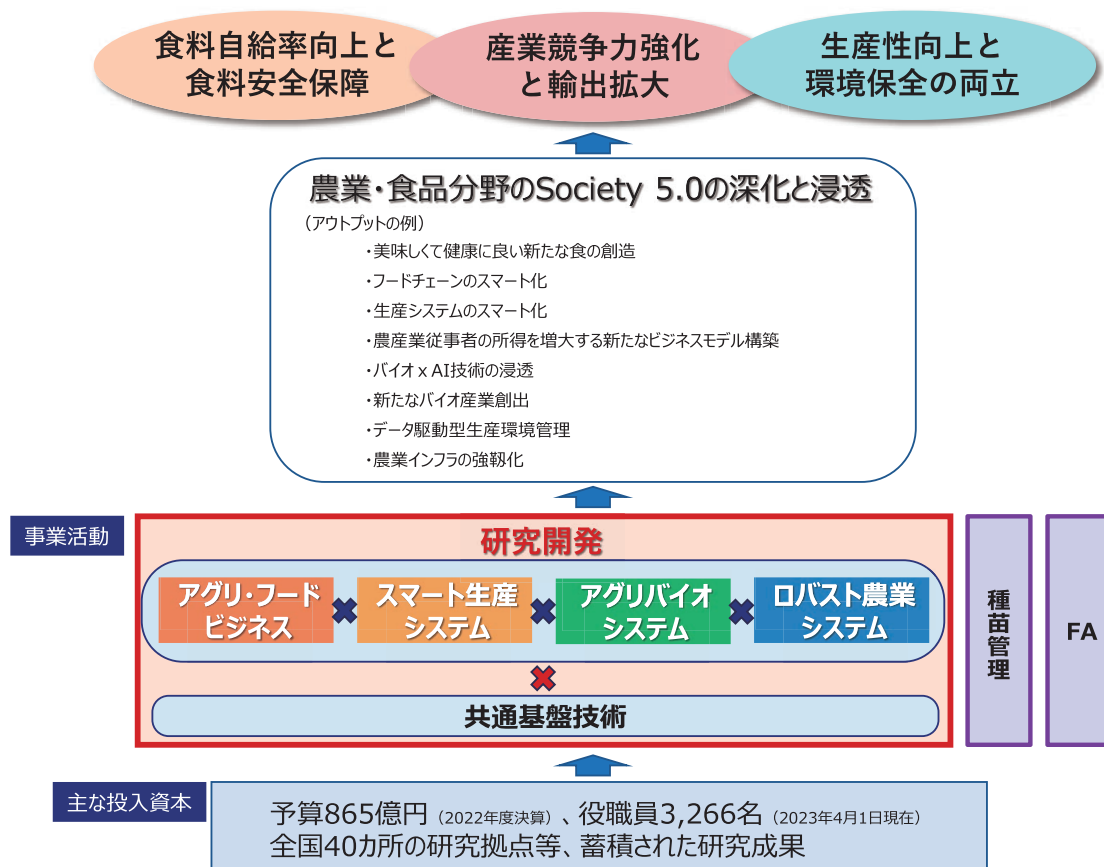 食料自給率向上と
食料安全保障
産業競争力強化
と輸出拡大
生産性向上と
環境保全の両立
農業・食品分野のSociety 5.0の深化と浸透
（アウトプットの例）
・美味しくて健康に良い新たな食の創造
・フードチェーンのスマート化
・生産システムのスマート化
・農産業従事者の所得を増大する新たなビジネスモデル構築
・バイオ x AI技術の浸透
・新たなバイオ産業創出
・データ駆動型生産環境管理
・農業インフラの強靱化
事業活動
研究開発
アグリ・フード
ビジネス
スマート生産
システム
アグリバイオ
システム
ロバスト農業
システム
共通基盤技術
種苗管理
FA
主な投入資本
予算865億円（2022年度決算）、役職員3,266名（2023年4月1日現在）
全国40カ所の研究拠点等、蓄積された研究成果